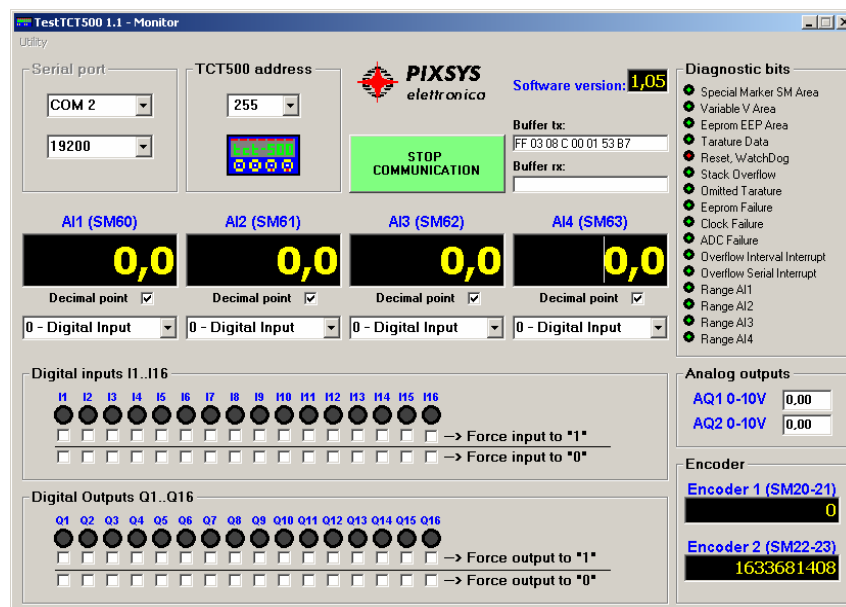 TestTCT500 1.1 - Monitor
Utility
Serial port
COM 2
19200
TCT500 address
255
tct-500
PIXSYS
elettronica
Software version: 1,05
STOP
COMMUNICATION
Buffer tx:
FF 03 08 C 00 01 53 B7
Buffer rx:
Diagnostic bits
Special Marker SM Area
Variable V Area
Eeprom EEP Area
Tarature Data
Reset, WatchDog
Stack Overflow
Omitted Tarature
Eeprom Failure
Clock Failure
ADC Failure
Overflow Interval Interrupt
Overflow Serial Interrupt
Range AI1
Range AI2
Range AI3
Range AI4
AI1 (SM60) AI2 (SM61) AI3 (SM62) AI4 (SM63)
0,0 0,0 0,0 0,0
Decimal point Decimal point Decimal point Decimal point
0 - Digital Input 0 - Digital Input 0 - Digital Input 0 - Digital Input
Digital inputs I1..I16
I1 I2 I3 I4 I5 I6 I7 I8 I9 I10 I11 I12 I13 I14 I15 I16
--> Force input to "1"
--> Force input to "0"
Digital Outputs Q1..Q16
Q1 Q2 Q3 Q4 Q5 Q6 Q7 Q8 Q9 Q10 Q11 Q12 Q13 Q14 Q15 Q16
--> Force output to "1"
--> Force output to "0"
Analog outputs
AQ1 0-10V 0,00
AQ2 0-10V 0,00
Encoder
Encoder 1 (SM20-21)
0
Encoder 2 (SM22-23)
1633681408